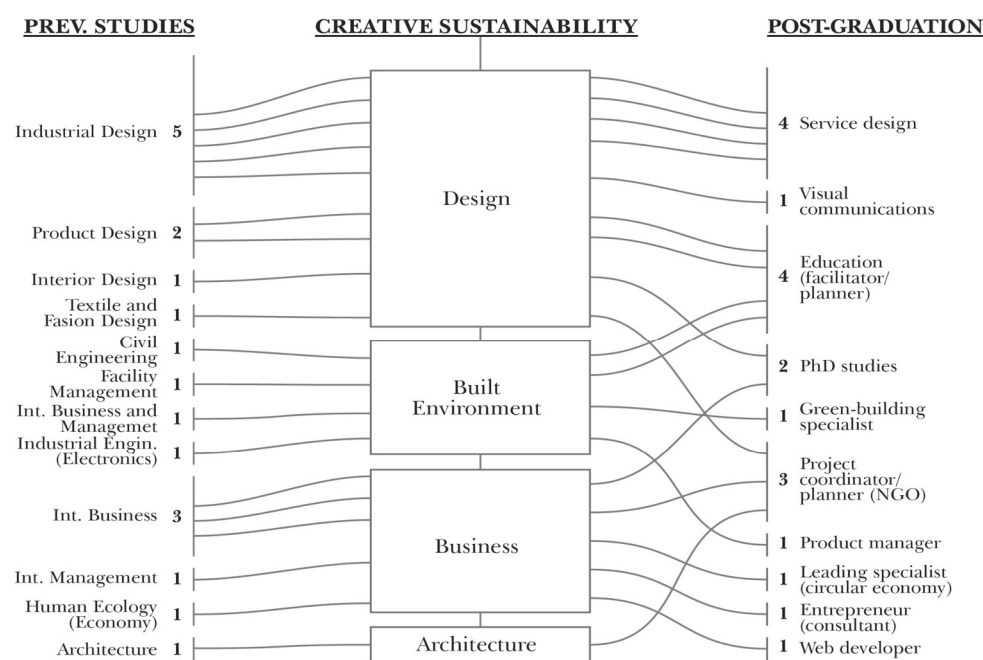 PREV. STUDIES
CREATIVE SUSTAINABILITY
POST-GRADUATION
Industrial Design 5
Product Design 2
Interior Design 1
Textile and
Fasion Design 1
Civil
Engineering 1
Facility
Management 1
Int. Business and
Managemet 1
Industrial Engin.
(Electronics) 1
Int. Business 3
Int. Management 1
Human Ecology
(Economy) 1
Architecture 1
Design
Built
Environment
Business
Architecture
4 Service design
1 Visual
communications
4 Education
(facilitator/
planner)
2 PhD studies
1 Green-building
specialist
3 Project
coordinator/
planner (NGO)
1 Product manager
1 Leading specialist
(circular economy)
1 Entrepreneur
(consultant)
1 Web developer